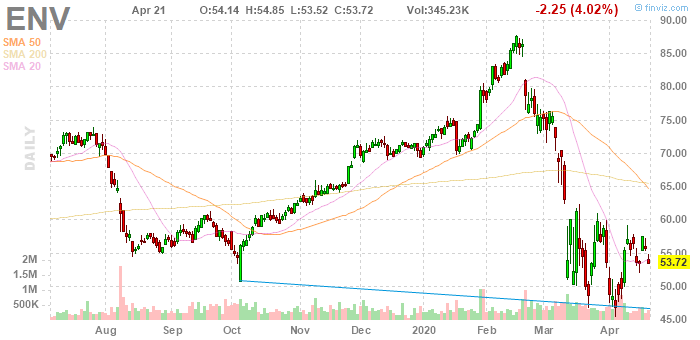 ENV Apr 21 O:54.14 H:54.85 L:53.52 C:53.72 Vol:345.23K -2.25 (4.02%) © finviz.com
SMA 50
SMA 200
SMA 20
DAILY
90.00
85.00
80.00
75.00
70.00
65.00
60.00
55.00
53.72
50.00
45.00
2M
1.50M
1M
500K
Aug Sep Oct Nov Dec 2020 Feb Mar Apr